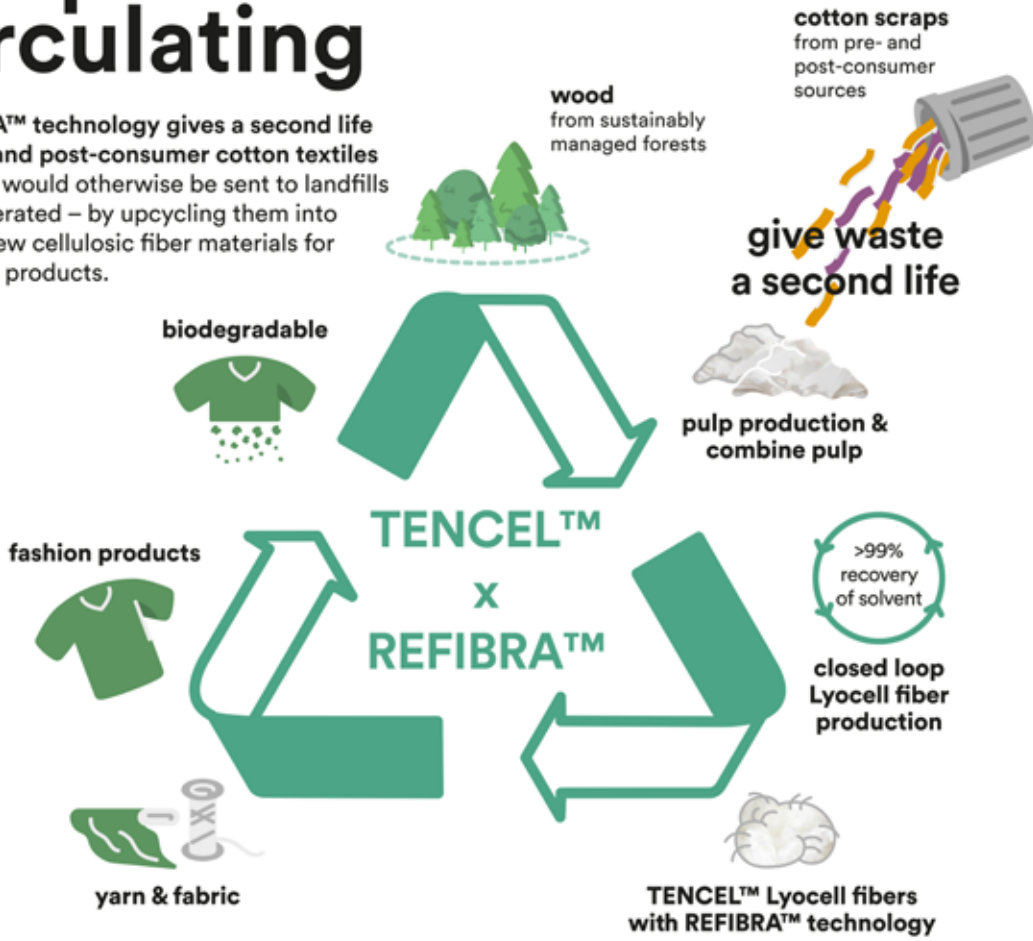 rculating
A™ technology gives a second life
and post-consumer cotton textiles
would otherwise be sent to landfills
erated – by upcycling them into
ew cellulosic fiber materials for
products.
wood
from sustainably
managed forests
cotton scraps
from pre- and
post-consumer
sources
give waste
a second life
biodegradable
pulp production &
combine pulp
TENCEL™
x
REFIBRA™
fashion products
>99%
recovery
of solvent
closed loop
Lyocell fiber
production
yarn & fabric
TENCEL™ Lyocell fibers
with REFIBRA™ technology